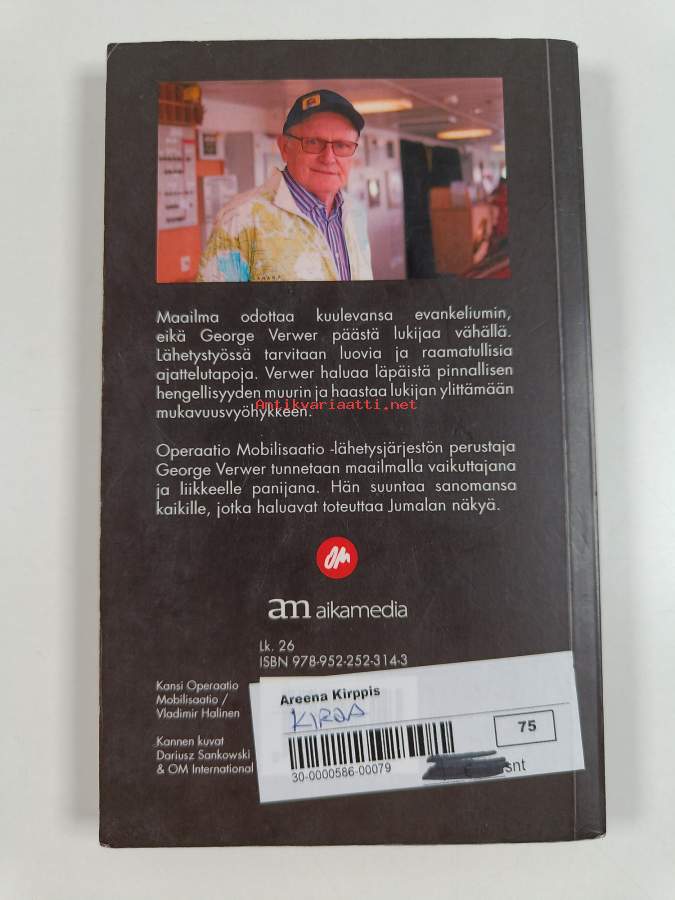 Maailma odottaa kuulevansa evankeliumin,
eikä George Verwer päästä lukijaa vähällä.
Lähetystyössä tarvitaan luovia ja raamatullisia
ajattelutapoja. Verwer haluaa läpäistä pinnallisen
hengellisyyden muurin ja haastaa lukijan ylittämään
Antikvariaatti.net
mukavuusvyöhykkeen.
Operaatio Mobilisaatio -lähetysjärjestön perustaja
George Verwer tunnetaan maailmalla vaikuttajana
ja liikkeelle panijana. Hän suuntaa sanomansa
kaikille, jotka haluavat toteuttaa Jumalan näkyä.
OM
am aikamedia
Lk. 26
ISBN 978-952-252-314-3
Kansi Operaatio
Mobilisaatio /
Vladimir Halinen
Kannen kuvat
Dariusz Sankowski
& OM International
Areena Kirppis
KIRJA
75
30-0000586-00079
snt